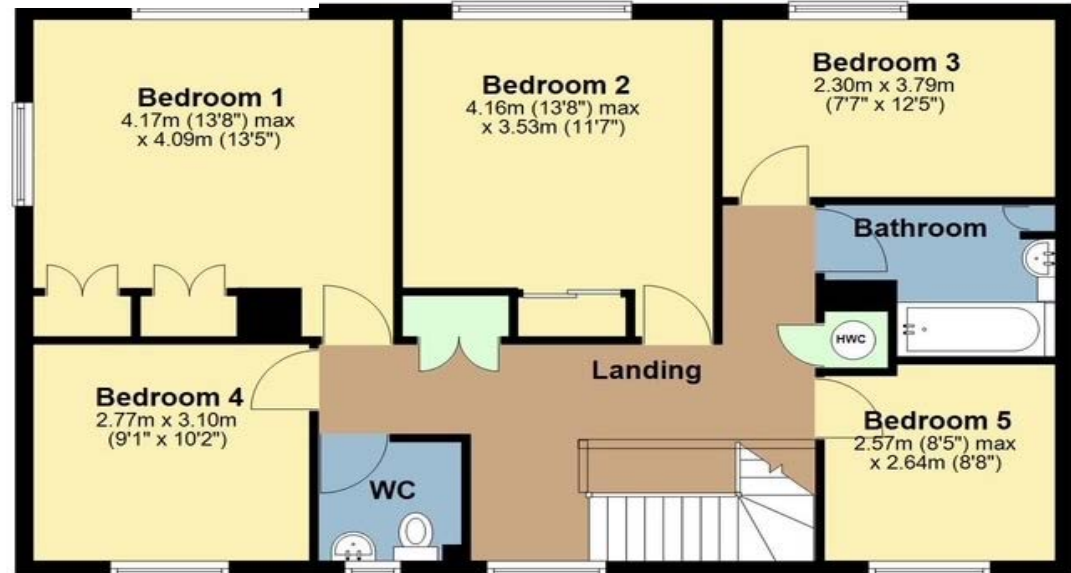 Bedroom 1
4.17m (13'8") max
x 4.09m (13'5")
Bedroom 2
4.16m (13'8") max
x 3.53m (11'7")
Bedroom 3
2.30m x 3.79m
(7'7" x 12'5")
Bathroom
HWC
Landing
Bedroom 4
2.77m x 3.10m
(9'1" x 10'2")
WC
Bedroom 5
2.57m (8'5") max
x 2.64m (8'8")